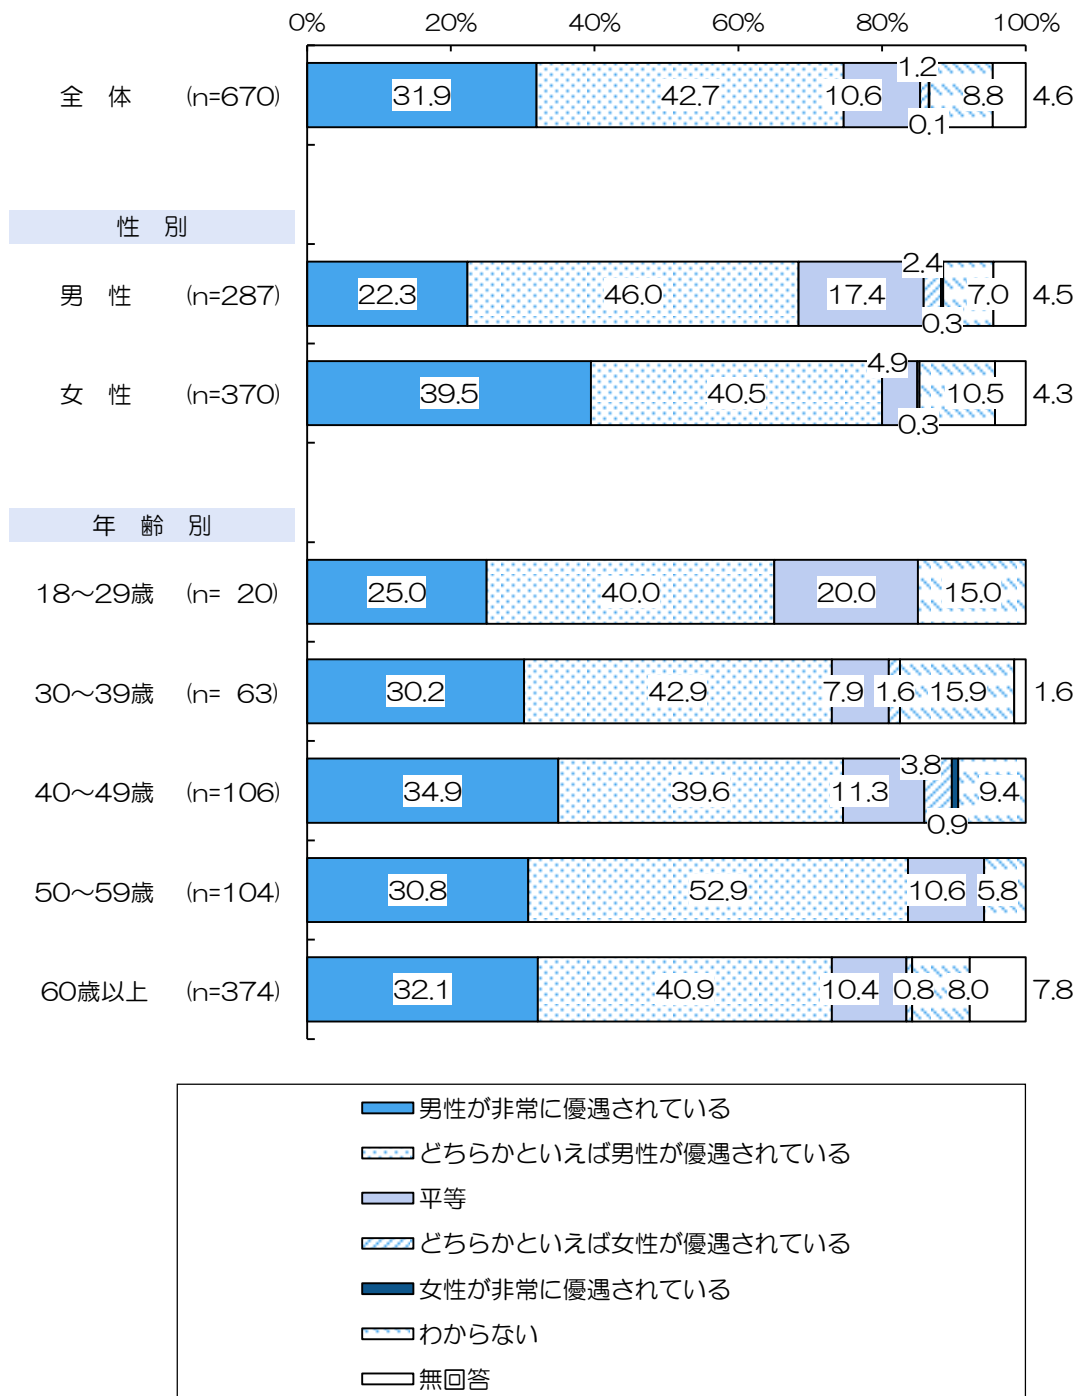 0% 20% 40% 60% 80% 100%
全 体 (n=670) 31.9 42.7 10.6 1.2 0.1 8.8 4.6
性 別
男 性 (n=287) 22.3 46.0 17.4 2.4 0.3 7.0 4.5
女 性 (n=370) 39.5 40.5 4.9 0.3 10.5 4.3
年 齢 別
18～29歳 (n= 20) 25.0 40.0 20.0 15.0
30～39歳 (n= 63) 30.2 42.9 7.9 1.6 15.9 1.6
40～49歳 (n=106) 34.9 39.6 11.3 3.8 0.9 9.4
50～59歳 (n=104) 30.8 52.9 10.6 5.8
60歳以上 (n=374) 32.1 40.9 10.4 0.8 8.0 7.8
男性が非常に優遇されている
どちらかといえば男性が優遇されている
平等
どちらかといえば女性が優遇されている
女性が非常に優遇されている
わからない
無回答